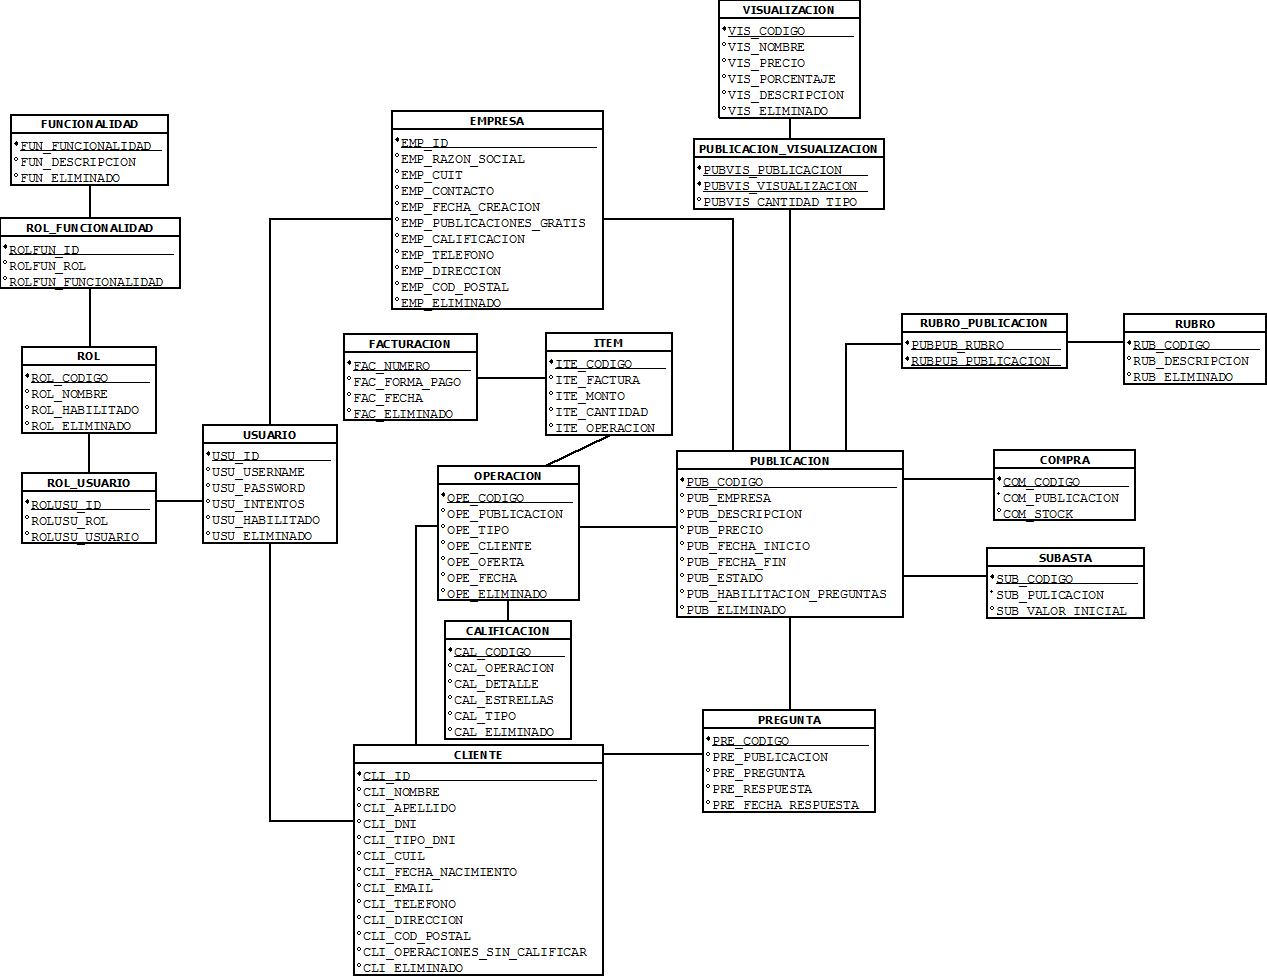 VISUALIZACION
VIS_CODIGO
VIS_NOMBRE
VIS_PRECIO
VIS_PORCENTAJE
VIS_DESCRIPCION
VIS_ELIMINADO
FUNCIONALIDAD
FUN_FUNCIONALIDAD
FUN_DESCRIPCION
FUN_ELIMINADO
EMPRESA
EMP_ID
EMP_RAZON_SOCIAL
EMP_CUIT
EMP_CONTACTO
EMP_FECHA_CREACION
EMP_PUBLICACIONES_GRATIS
EMP_CALIFICACION
EMP_TELEFONO
EMP_DIRECCION
EMP_COD_POSTAL
EMP_ELIMINADO
PUBLICACION_VISUALIZACION
PUBVIS_PUBLICACION
PUBVIS_VISUALIZACION
PUBVIS_CANTIDAD_TIPO
ROL_FUNCIONALIDAD
ROLFUN_ID
ROLFUN_ROL
ROLFUN_FUNCIONALIDAD
FACTURACION
FAC_NUMERO
FAC_FORMA_PAGO
FAC_FECHA
FAC_ELIMINADO
ITEM
ITE_CODIGO
ITE_FACTURA
ITE_MONTO
ITE_CANTIDAD
ITE_OPERACION
RUBRO_PUBLICACION
PUBPUB_RUBRO
RUBPUB_PUBLICACION
RUBRO
RUB_CODIGO
RUB_DESCRIPCION
RUB_ELIMINADO
ROL
ROL_CODIGO
ROL_NOMBRE
ROL_HABILITADO
ROL_ELIMINADO
USUARIO
USU_ID
USU_USERNAME
USU_PASSWORD
USU_INTENTOS
USU_HABILITADO
USU_ELIMINADO
ROL_USUARIO
ROLUSU_ID
ROLUSU_ROL
ROLUSU_USUARIO
OPERACION
OPE_CODIGO
OPE_PUBLICACION
OPE_TIPO
OPE_CLIENTE
OPE_OFERTA
OPE_FECHA
OPE_ELIMINADO
PUBLICACION
PUB_CODIGO
PUB_EMPRESA
PUB_DESCRIPCION
PUB_PRECIO
PUB_FECHA_INICIO
PUB_FECHA_FIN
PUB_ESTADO
PUB_HABILITACION_PREGUNTAS
PUB_ELIMINADO
COMPRA
COM_CODIGO
COM_PUBLICACION
COM_STOCK
SUBASTA
SUB_CODIGO
SUB_PULICACION
SUB_VALOR_INICIAL
CALIFICACION
CAL_CODIGO
CAL_OPERACION
CAL_DETALLE
CAL_ESTRELLAS
CAL_TIPO
CAL_ELIMINADO
PREGUNTA
PRE_CODIGO
PRE_PUBLICACION
PRE_PREGUNTA
PRE_RESPUESTA
PRE_FECHA_RESPUESTA
CLIENTE
CLI_ID
CLI_NOMBRE
CLI_APELLIDO
CLI_DNI
CLI_TIPO_DNI
CLI_CUIL
CLI_FECHA_NACIMIENTO
CLI_EMAIL
CLI_TELEFONO
CLI_DIRECCION
CLI_COD_POSTAL
CLI_OPERACIONES_SIN_CALIFICAR
CLI_ELIMINADO